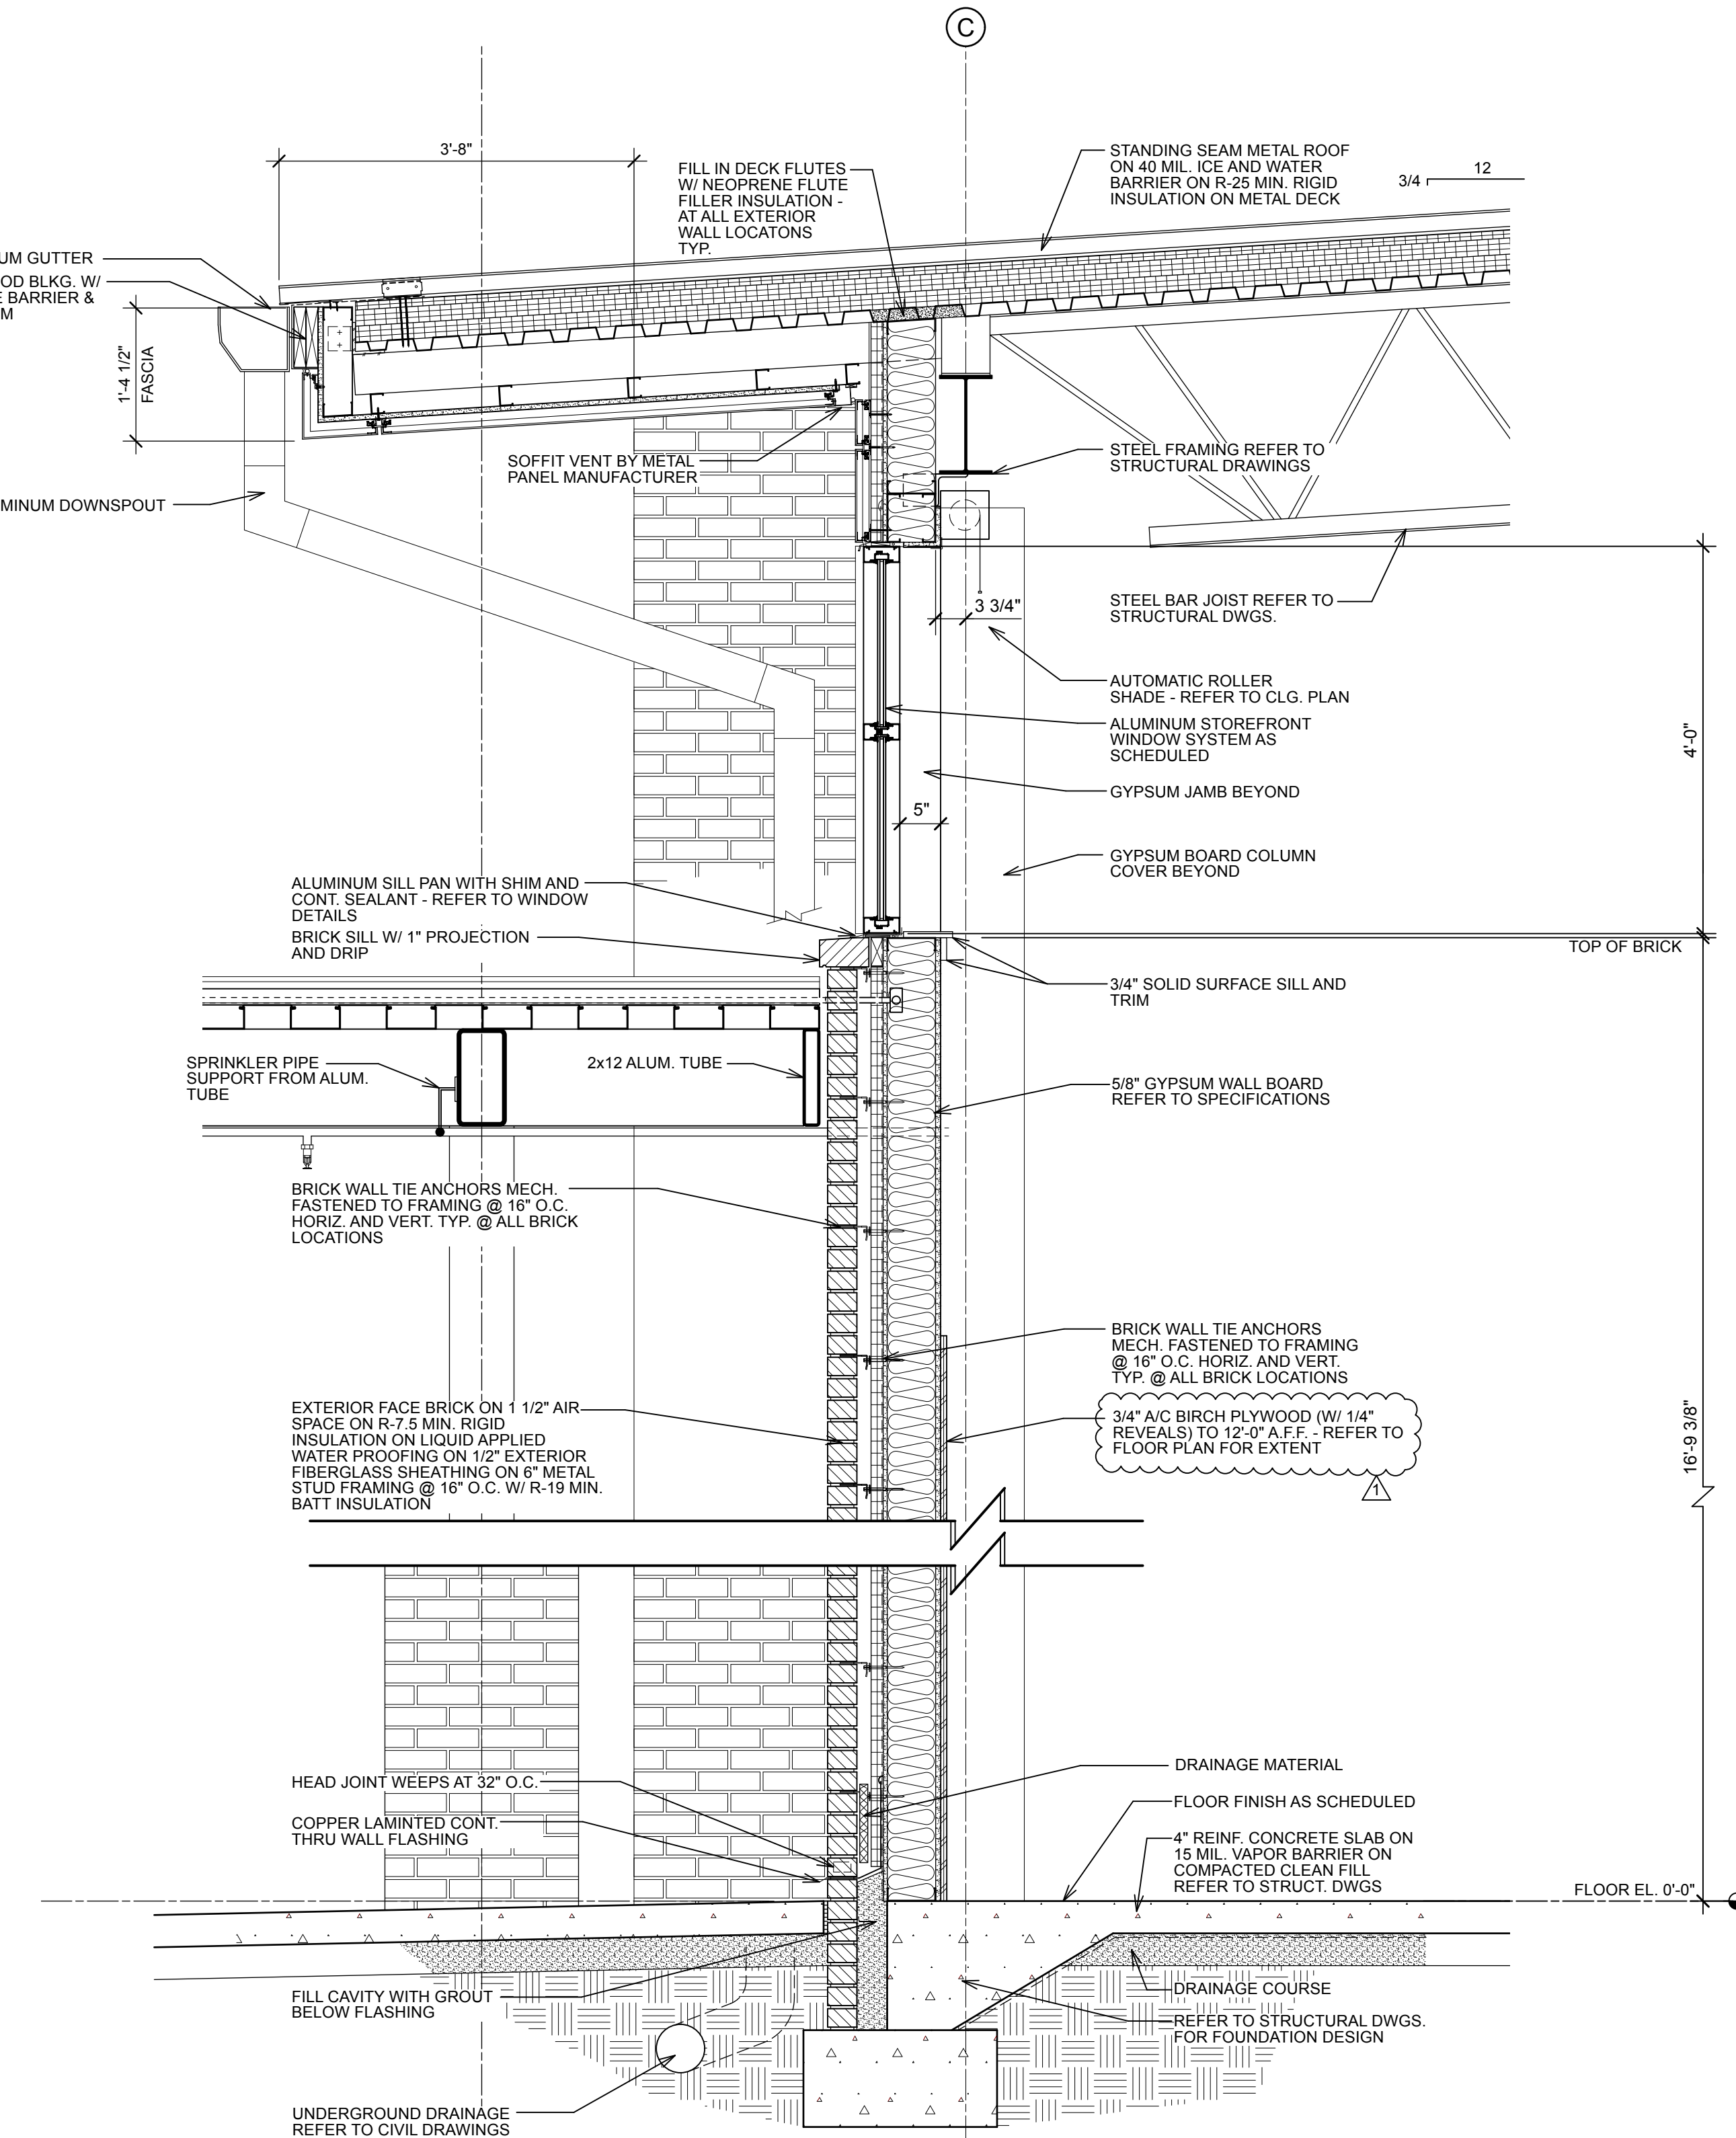 C
3'-8"
FILL IN DECK FLUTES
W/ NEOPRENE FLUTE
FILLER INSULATION -
AT ALL EXTERIOR
WALL LOCATONS
TYP.
STANDING SEAM METAL ROOF
ON 40 MIL. ICE AND WATER
BARRIER ON R-25 MIN. RIGID
INSULATION ON METAL DECK
12
3/4
UM GUTTER
OD BLKG. W/
E BARRIER &
M
1'-4 1/2"
FASCIA
SOFFIT VENT BY METAL
PANEL MANUFACTURER
MINUM DOWNSPOUT
STEEL FRAMING REFER TO
STRUCTURAL DRAWINGS
STEEL BAR JOIST REFER TO
STRUCTURAL DWGS.
3 3/4"
AUTOMATIC ROLLER
SHADE - REFER TO CLG. PLAN
ALUMINUM STOREFRONT
WINDOW SYSTEM AS
SCHEDULED
4'-0"
GYPSUM JAMB BEYOND
5"
GYPSUM BOARD COLUMN
COVER BEYOND
ALUMINUM SILL PAN WITH SHIM AND
CONT. SEALANT - REFER TO WINDOW
DETAILS
BRICK SILL W/ 1" PROJECTION
AND DRIP
TOP OF BRICK
3/4" SOLID SURFACE SILL AND
TRIM
SPRINKLER PIPE
SUPPORT FROM ALUM.
TUBE
2x12 ALUM. TUBE
5/8" GYPSUM WALL BOARD
REFER TO SPECIFICATIONS
BRICK WALL TIE ANCHORS MECH.
FASTENED TO FRAMING @ 16" O.C.
HORIZ. AND VERT. TYP. @ ALL BRICK
LOCATIONS
BRICK WALL TIE ANCHORS
MECH. FASTENED TO FRAMING
@ 16" O.C. HORIZ. AND VERT.
TYP. @ ALL BRICK LOCATIONS
EXTERIOR FACE BRICK ON 1 1/2" AIR
SPACE ON R-7.5 MIN. RIGID
INSULATION ON LIQUID APPLIED
WATER PROOFING ON 1/2" EXTERIOR
FIBERGLASS SHEATHING ON 6" METAL
STUD FRAMING @ 16" O.C. W/ R-19 MIN.
BATT INSULATION
3/4" A/C BIRCH PLYWOOD (W/ 1/4"
REVEALS) TO 12'-0" A.F.F. - REFER TO
FLOOR PLAN FOR EXTENT
1
16'-9 3/8"
HEAD JOINT WEEPS AT 32" O.C.
COPPER LAMINTED CONT.
THRU WALL FLASHING
DRAINAGE MATERIAL
FLOOR FINISH AS SCHEDULED
4" REINF. CONCRETE SLAB ON
15 MIL. VAPOR BARRIER ON
COMPACTED CLEAN FILL
REFER TO STRUCT. DWGS
FLOOR EL. 0'-0"
FILL CAVITY WITH GROUT
BELOW FLASHING
DRAINAGE COURSE
REFER TO STRUCTURAL DWGS.
FOR FOUNDATION DESIGN
UNDERGROUND DRAINAGE
REFER TO CIVIL DRAWINGS